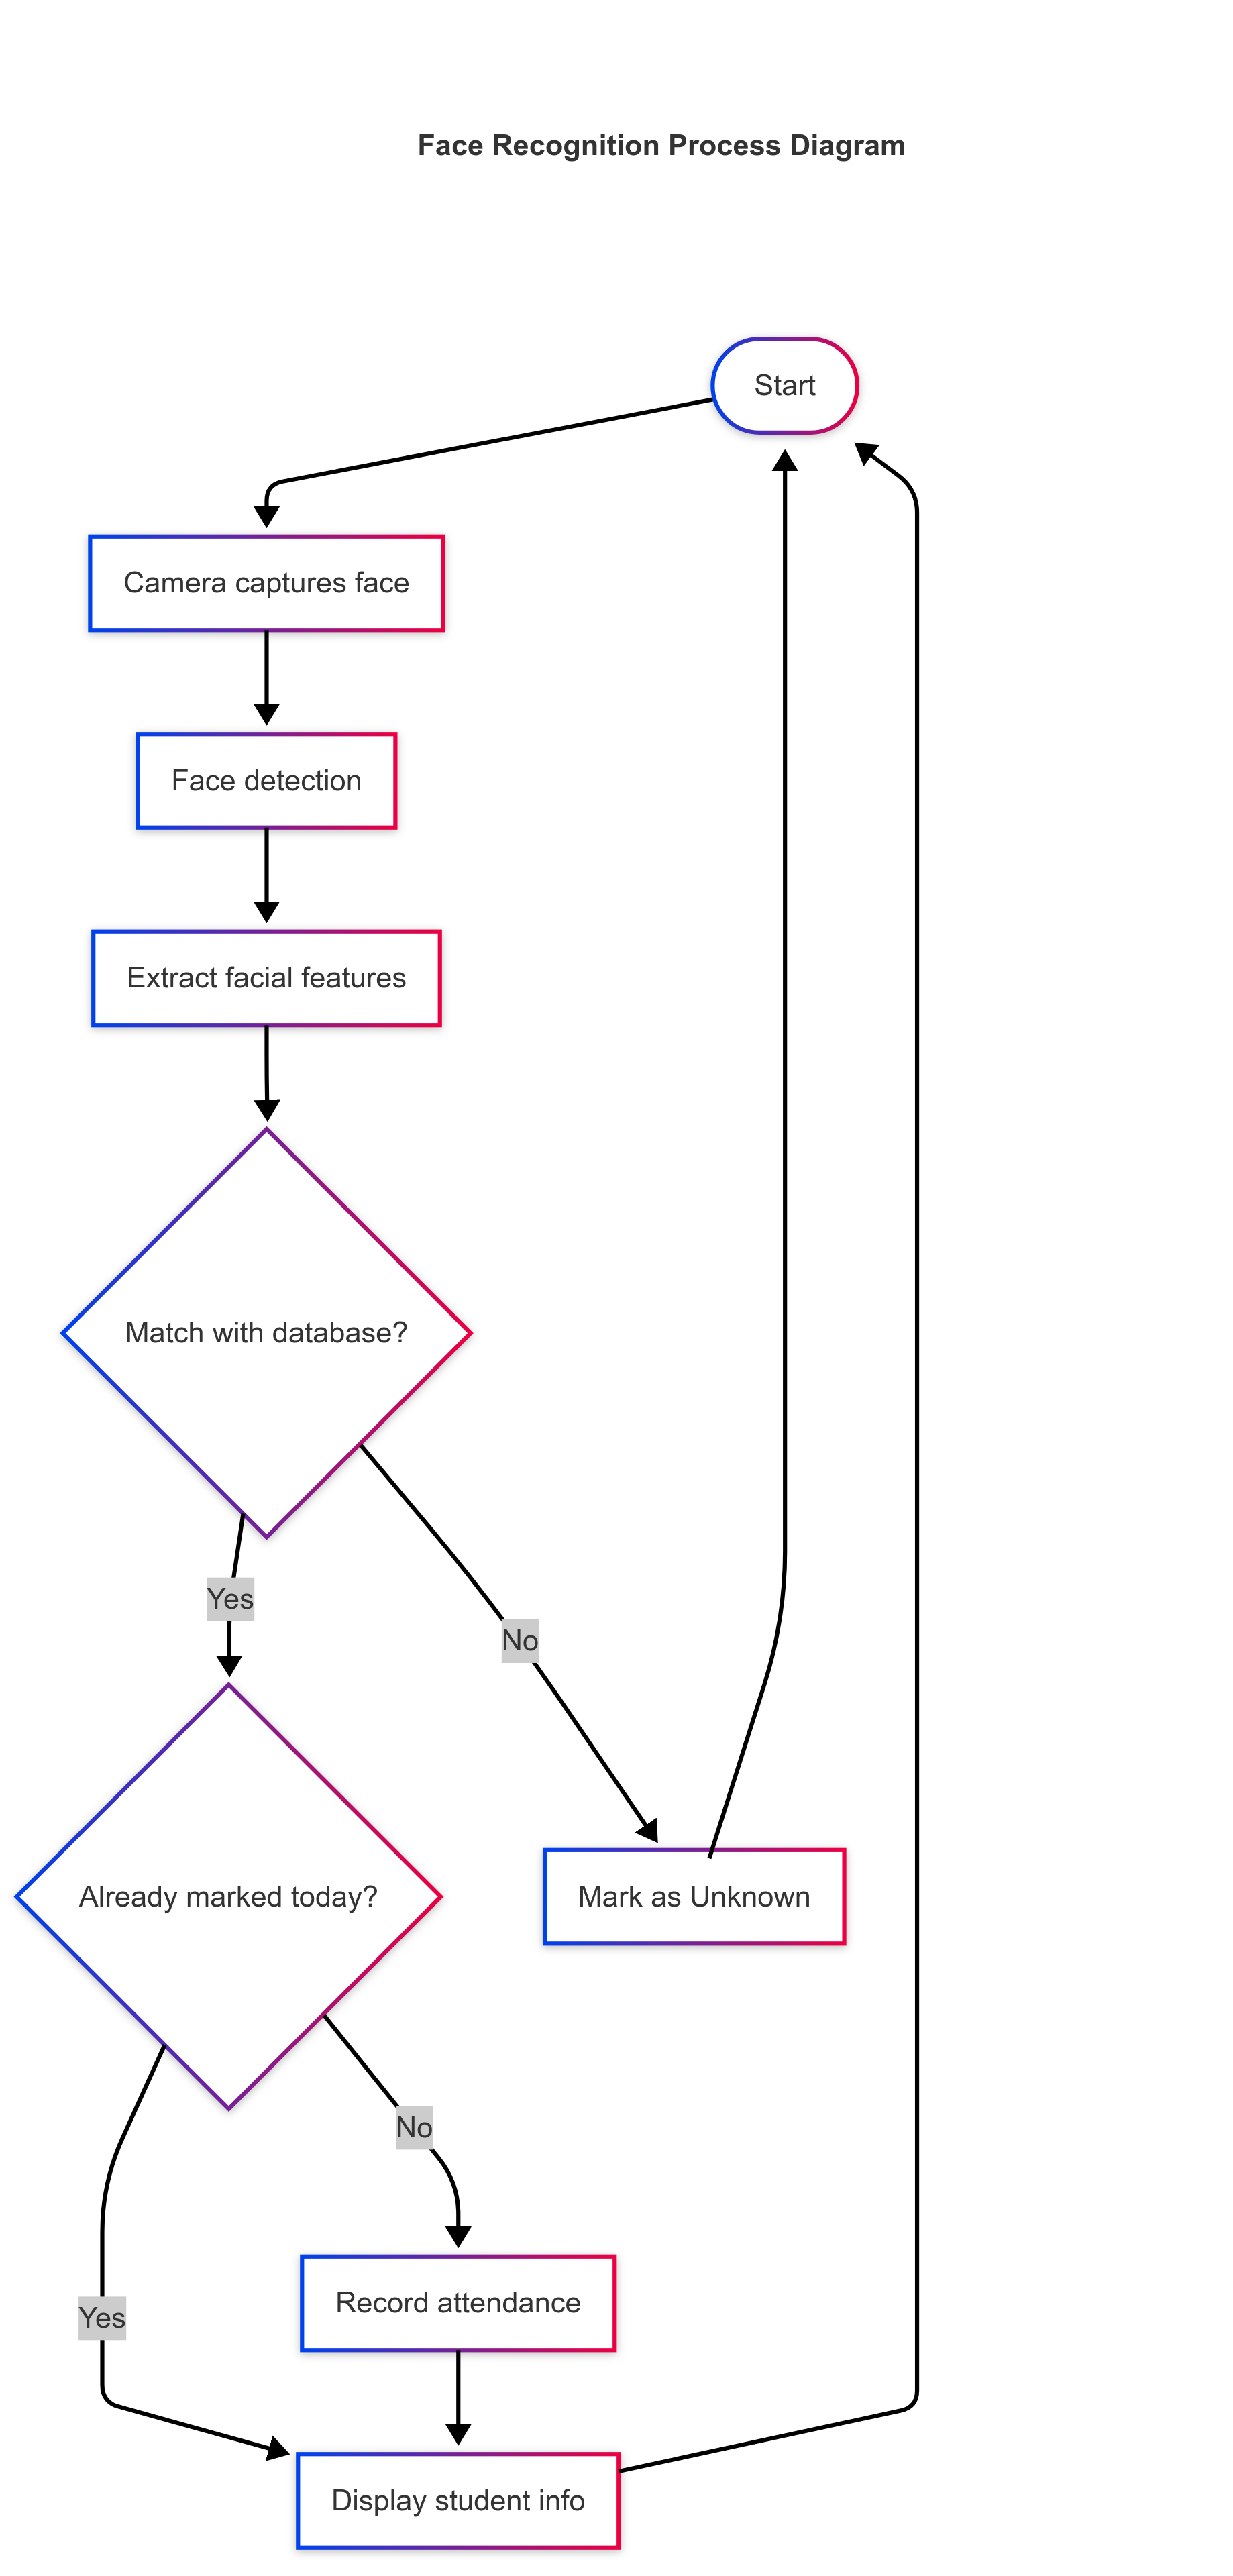 Face Recognition Process Diagram
Start
Camera captures face
Face detection
Extract facial features
Match with database?
Yes
No
Already marked today?
Mark as Unknown
No
Record attendance
Yes
Display student info